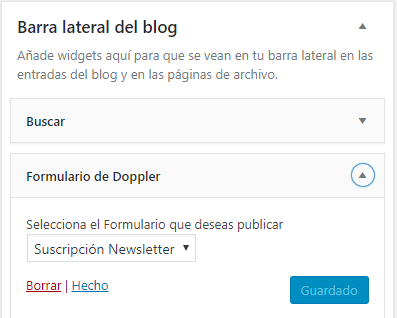 Barra lateral del blog
Añade widgets aquí para que se vean en tu barra lateral en las
entradas del blog y en las páginas de archivo.
Buscar
Formulario de Doppler
Selecciona el Formulario que deseas publicar
Suscripción Newsletter
Borrar | Hecho
Guardado